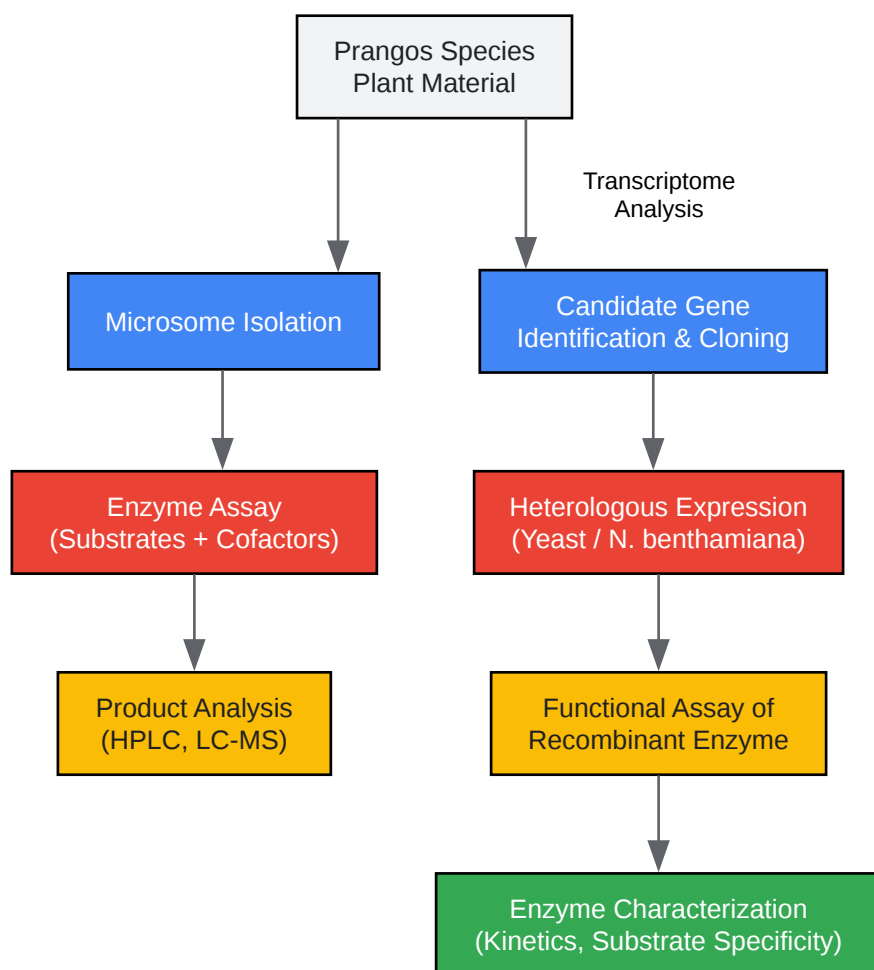 Prangos Species
Plant Material
Transcriptome
Analysis
Microsome Isolation
Candidate Gene
Identification & Cloning
Enzyme Assay
(Substrates + Cofactors)
Heterologous Expression
(Yeast / N. benthamiana)
Product Analysis
(HPLC, LC-MS)
Functional Assay of
Recombinant Enzyme
Enzyme Characterization
(Kinetics, Substrate Specificity)